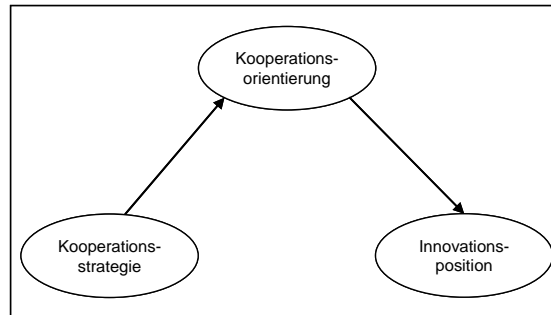 Kooperations-
orientierung
Kooperations-
strategie
Innovations-
position